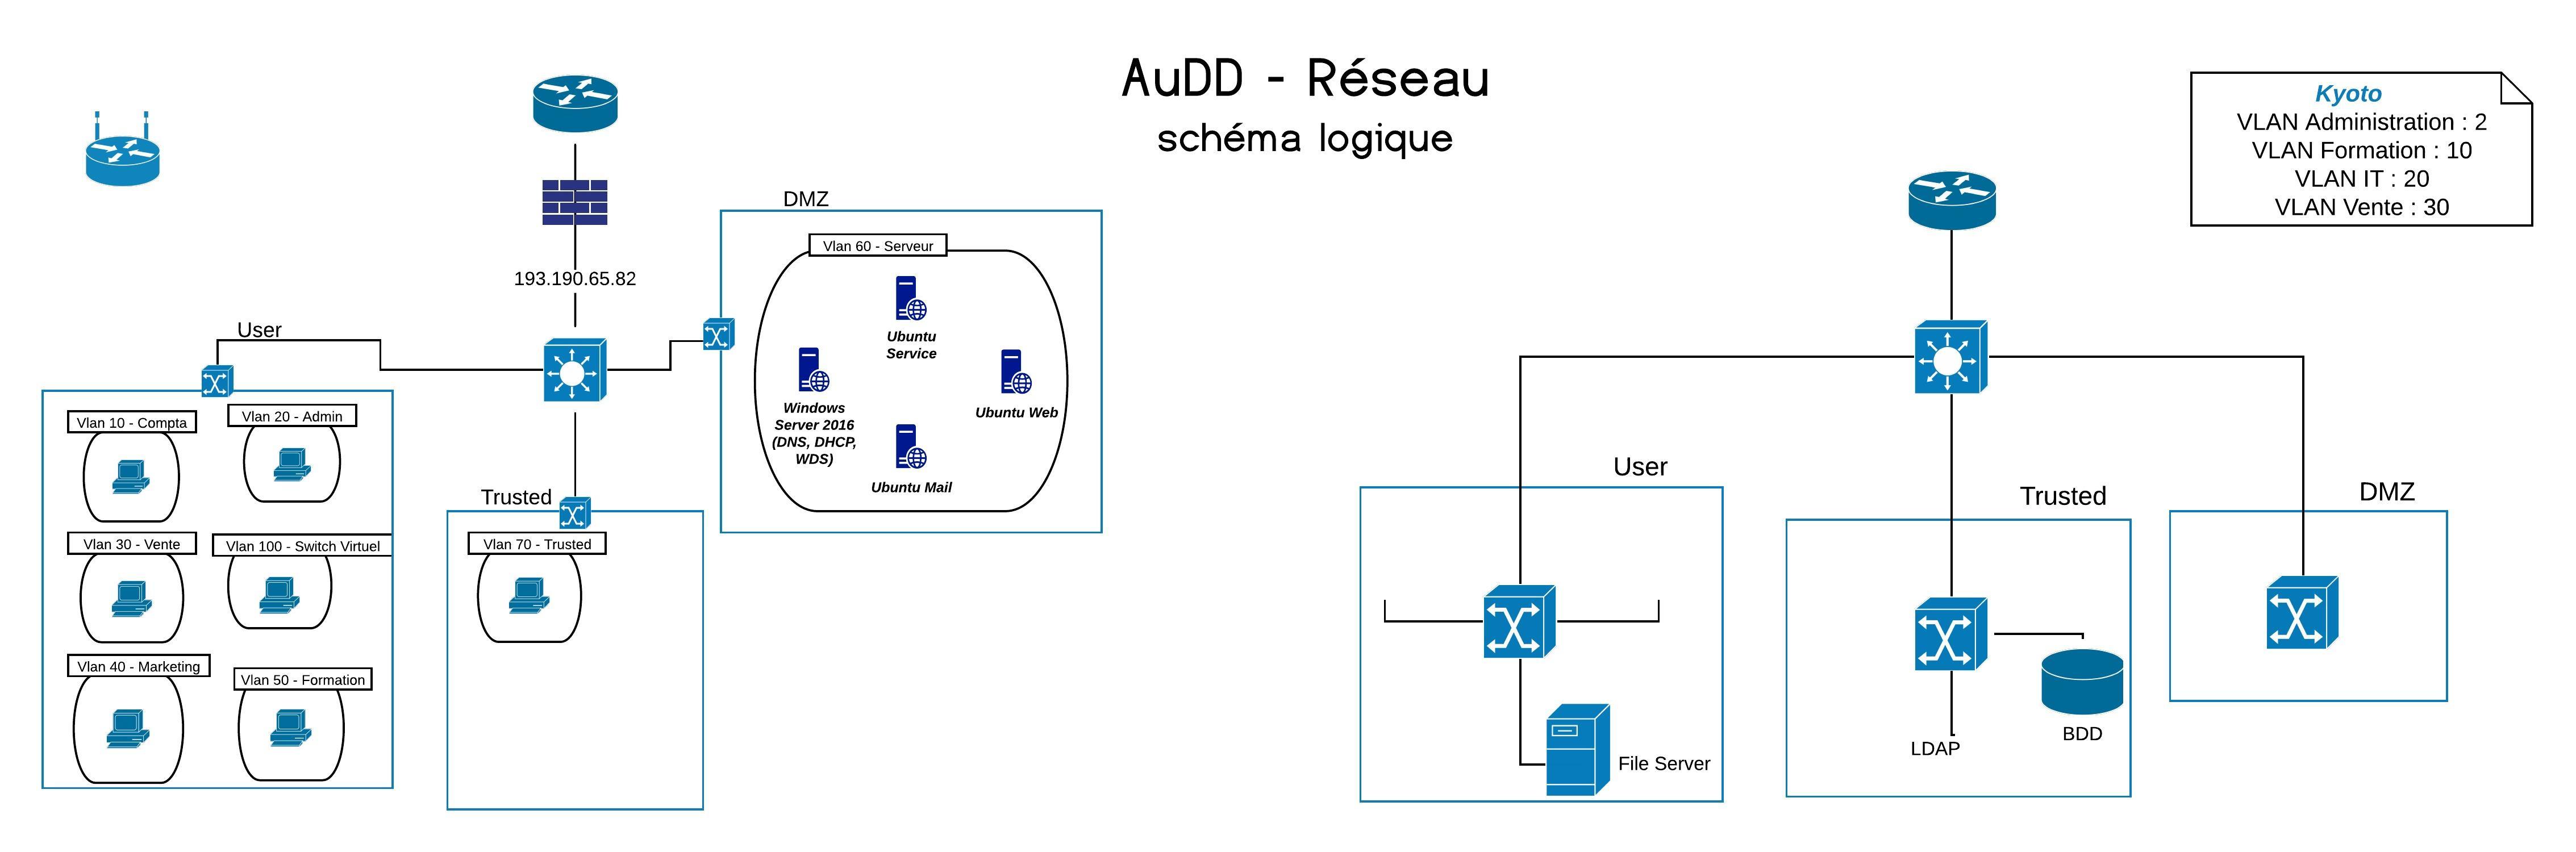 AuDD - Réseau
schéma logique
Kyoto
VLAN Administration : 2
VLAN Formation : 10
VLAN IT : 20
VLAN Vente : 30
193.190.65.82
User
Vlan 10 - Compta
Vlan 20 - Admin
Vlan 30 - Vente
Vlan 100 - Switch Virtuel
Vlan 40 - Marketing
Vlan 50 - Formation
Trusted
Vlan 70 - Trusted
DMZ
Vlan 60 - Serveur
Ubuntu
Service
Windows
Server 2016
(DNS, DHCP,
WDS)
Ubuntu Web
Ubuntu Mail
User
File Server
Trusted
LDAP
BDD
DMZ